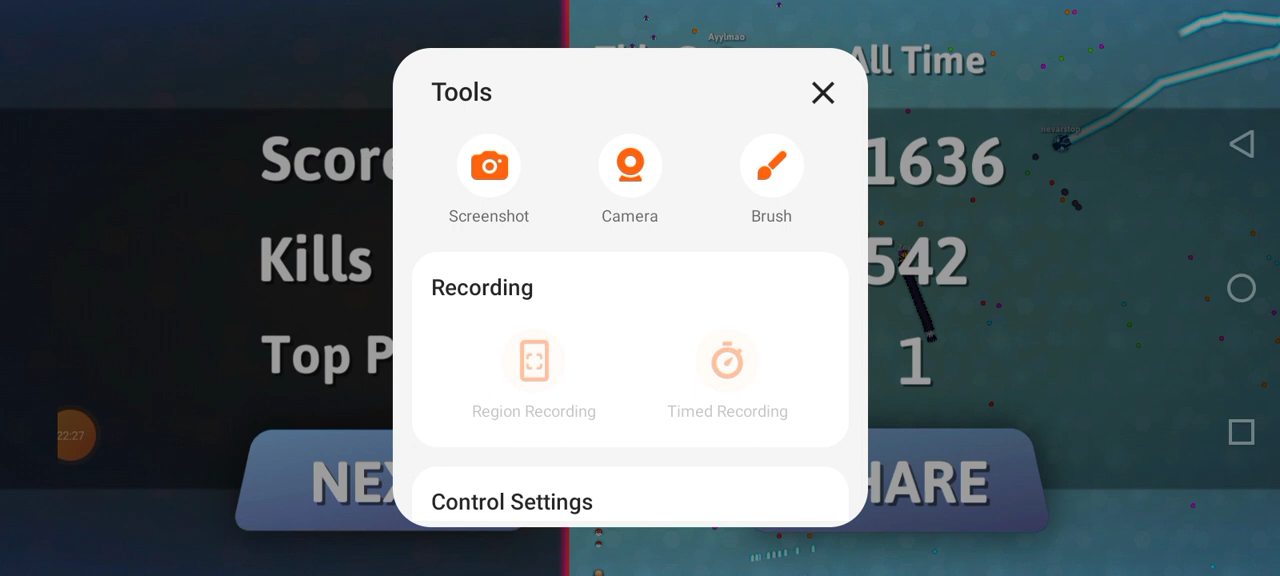 Ayylmao
All Time
Tools
nevarstop
Score
1636
Screenshot
Camera
Brush
Kills
542
Recording
Top P
1
Region Recording
Timed Recording
22:27
NEX
HARE
Control Settings